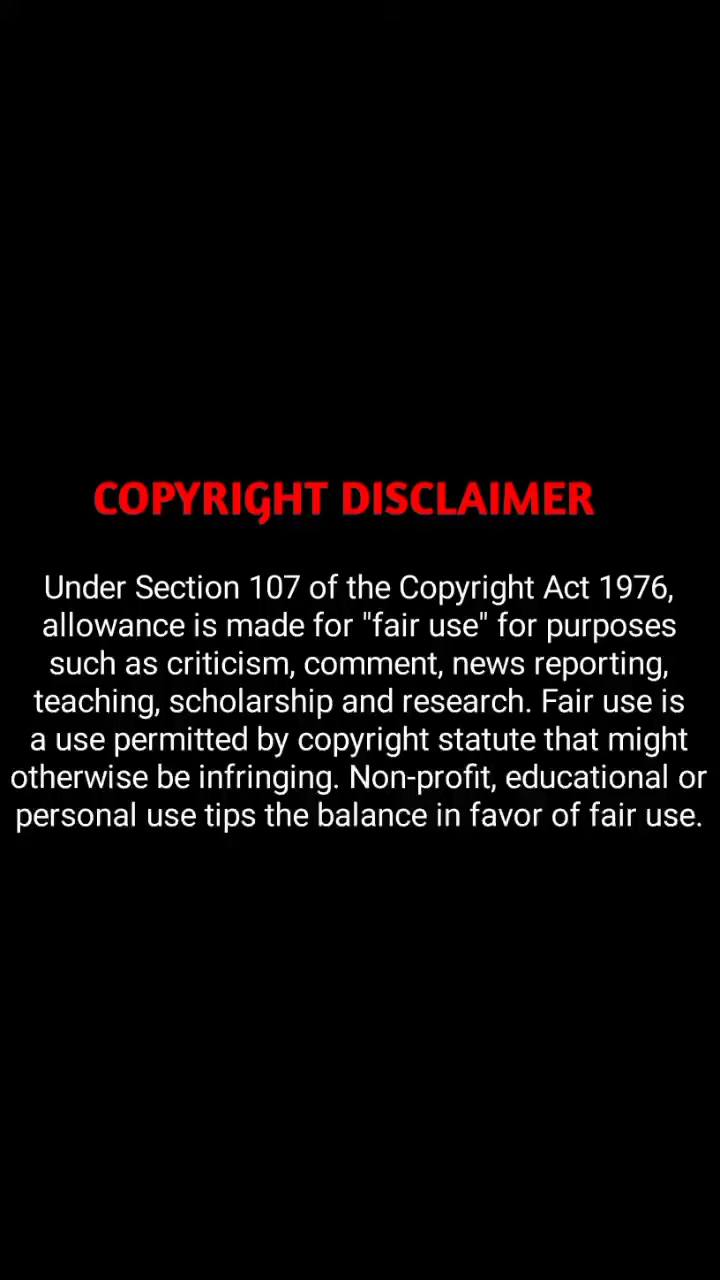 COPYRIGHT DISCLAIMER
Under Section 107 of the Copyright Act 1976,
allowance is made for "fair use" for purposes
such as criticism, comment, news reporting,
teaching, scholarship and research. Fair use is
a use permitted by copyright statute that might
otherwise be infringing. Non-profit, educational or
personal use tips the balance in favor of fair use.